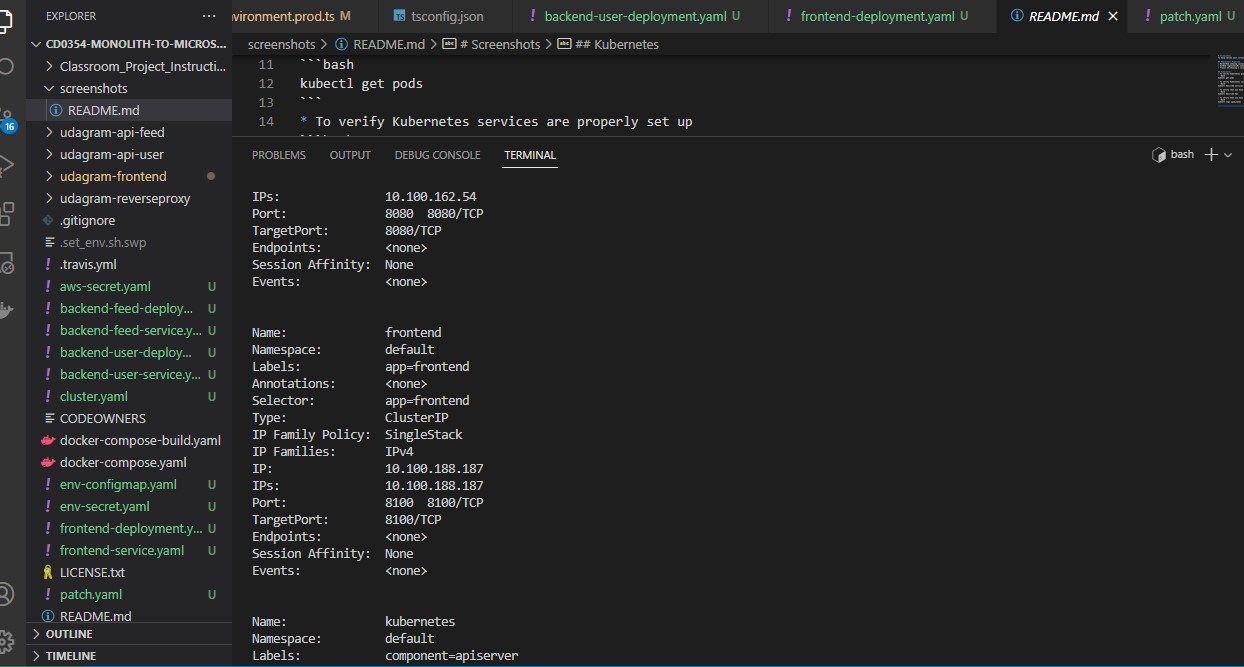 EXPLORER
...
CD0354-MONOLITH-TO-MICROS...
Classroom_Project_Instructi...
screenshots
README.md
udagram-api-feed
udagram-api-user
udagram-frontend
udagram-reverseproxy
.gitignore
.set_env.sh.swp
.travis.yml
aws-secret.yaml U
backend-feed-deploy... U
backend-feed-service.y... U
backend-user-deploy... U
backend-user-service.y... U
cluster.yaml U
CODEOWNERS
docker-compose-build.yaml
docker-compose.yaml
env-configmap.yaml U
env-secret.yaml U
frontend-deployment.y... U
frontend-service.yaml U
LICENSE.txt
patch.yaml U
README.md
OUTLINE
TIMELINE
16
vironment.prod.ts M
tsconfig.json
backend-user-deployment.yaml U
frontend-deployment.yaml U
README.md
patch.yaml U
screenshots > README.md > # Screenshots > ## Kubernetes
11 ```bash
12 kubectl get pods
13 ```
14 * To verify Kubernetes services are properly set up
PROBLEMS OUTPUT DEBUG CONSOLE TERMINAL
bash
IPs: 10.100.162.54
Port: 8080 8080/TCP
TargetPort: 8080/TCP
Endpoints: <none>
Session Affinity: None
Events: <none>
Name: frontend
Namespace: default
Labels: app=frontend
Annotations: <none>
Selector: app=frontend
Type: ClusterIP
IP Family Policy: SingleStack
IP Families: IPv4
IP: 10.100.188.187
IPs: 10.100.188.187
Port: 8100 8100/TCP
TargetPort: 8100/TCP
Endpoints: <none>
Session Affinity: None
Events: <none>
Name: kubernetes
Namespace: default
Labels: component=apiserver